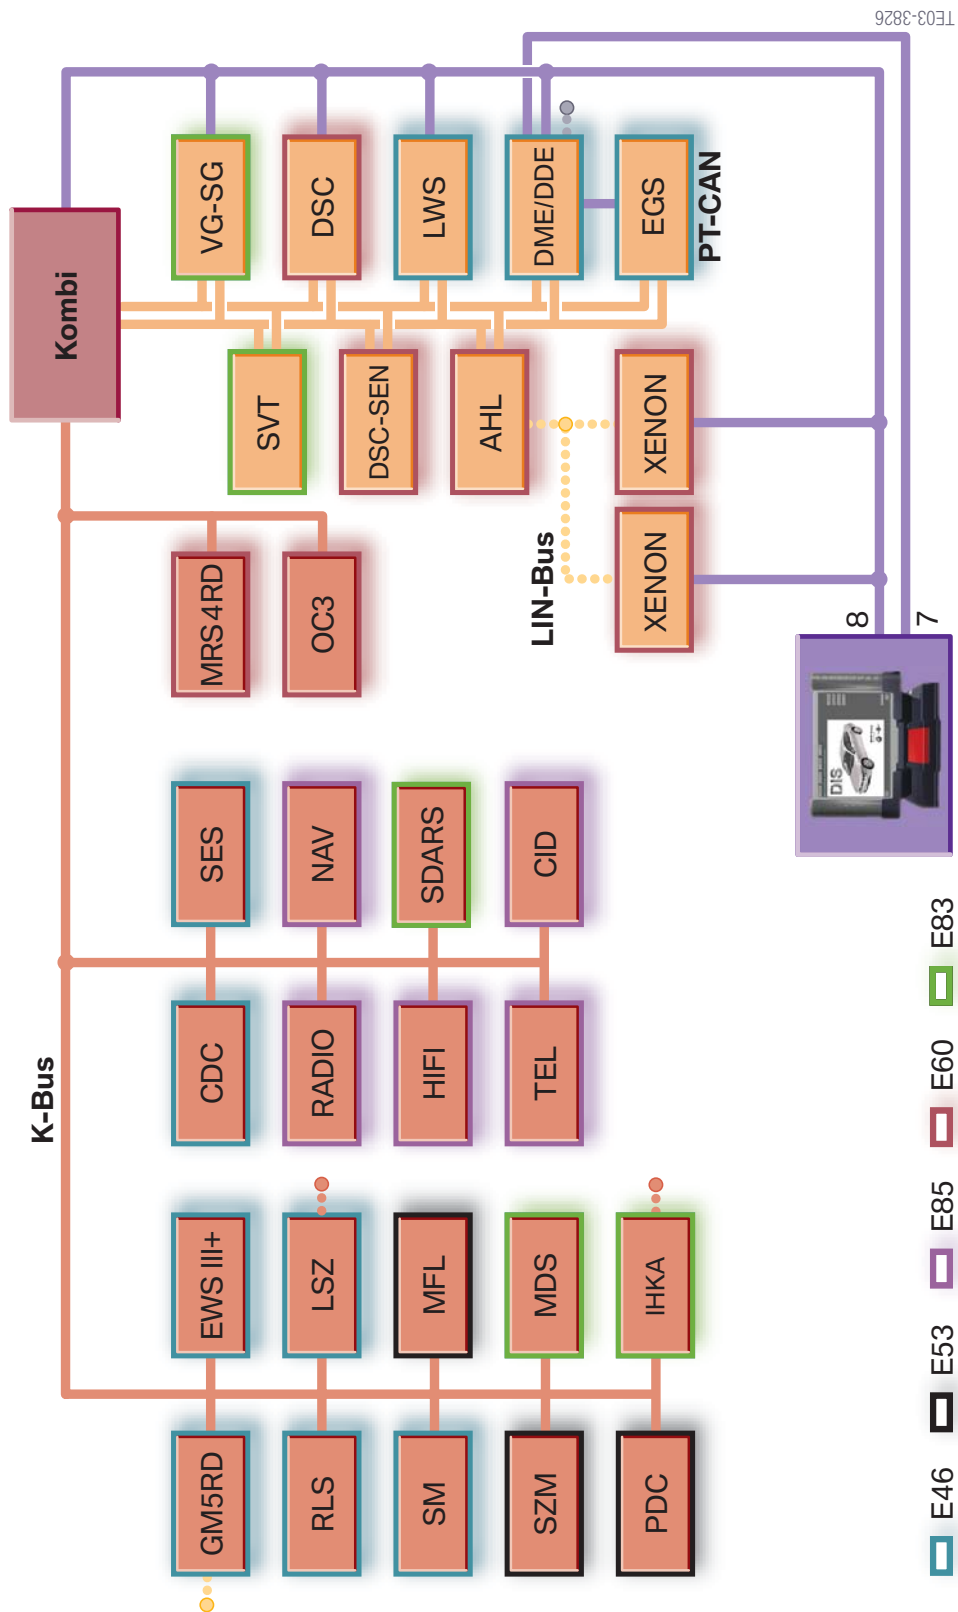 TE03-3826
Kombi
VG-SG
DSC
LWS
DME/DDE
EGS
PT-CAN
SVT
DSC-SEN
AHL
XENON
XENON
LIN-Bus
MRS4RD
OC3
8
7
DIS
SES
NAV
SDARS
CID
K-Bus
CDC
RADIO
HIFI
TEL
EWS III+
LSZ
MFL
MDS
IHKA
GM5RD
RLS
SM
SZM
PDC
E46
E53
E85
E60
E83